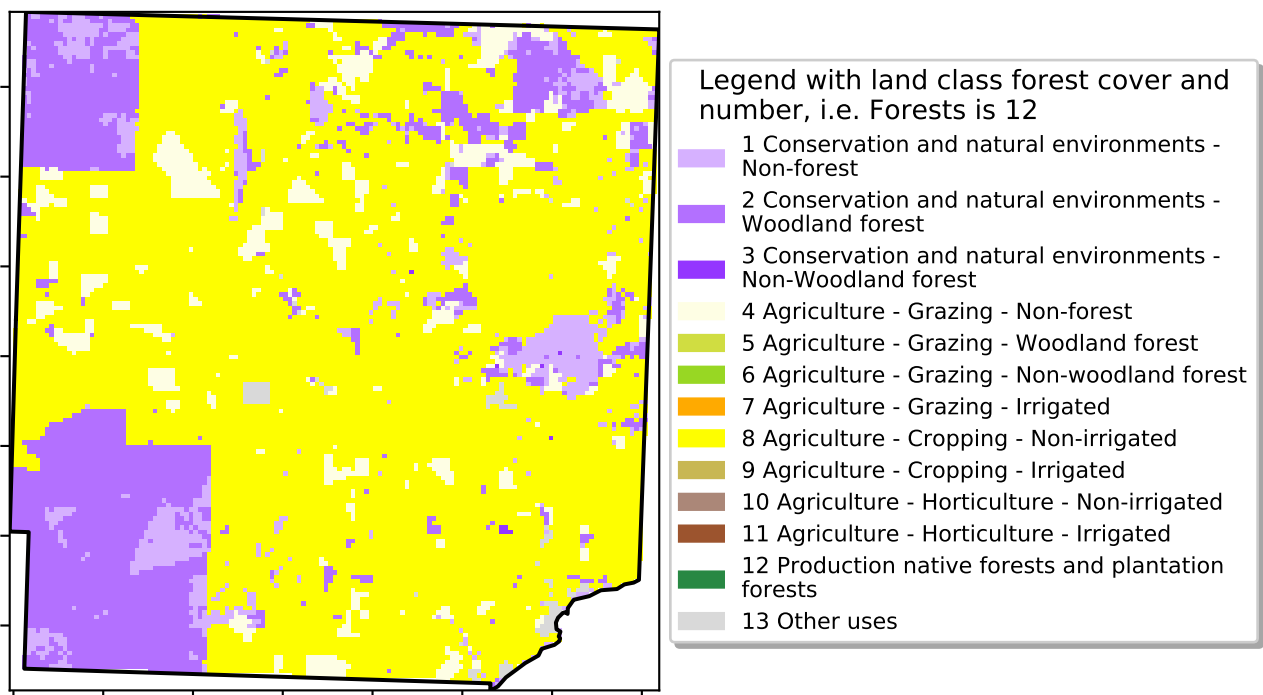 Legend with land class forest cover and
number, i.e. Forests is 12
1 Conservation and natural environments -
Non-forest
2 Conservation and natural environments -
Woodland forest
3 Conservation and natural environments -
Non-Woodland forest
4 Agriculture - Grazing - Non-forest
5 Agriculture - Grazing - Woodland forest
6 Agriculture - Grazing - Non-woodland forest
7 Agriculture - Grazing - Irrigated
8 Agriculture - Cropping - Non-irrigated
9 Agriculture - Cropping - Irrigated
10 Agriculture - Horticulture - Non-irrigated
11 Agriculture - Horticulture - Irrigated
12 Production native forests and plantation
forests
13 Other uses